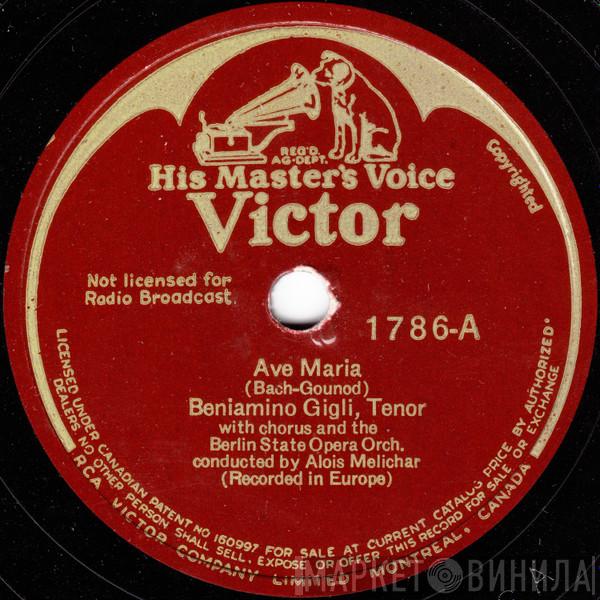 REG'D.
AG-DEPT.
His Master's Voice
Victor
Copyrighted
Not licensed for
Radio Broadcast.
1786-A
Ave Maria
(Bach-Gounod)
Beniamino Gigli, Tenor
with chorus and the
Berlin State Opera Orch.
conducted by Alois Melichar
(Recorded in Europe)
LICENSED UNDER CANADIAN PATENT NO 160997 FOR SALE AT CURRENT CATALOG PRICE BY AUTHORIZED
DEALERS. NO OTHER PERSON SHALL SELL, EXPOSE OR OFFER THIS RECORD FOR SALE OR EXCHANGE
RCA VICTOR COMPANY LIMITED MONTREAL, CANADA
МАРКЕТ ВИНИЛА